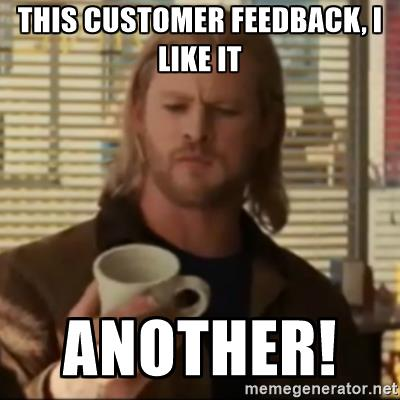 THIS CUSTOMER FEEDBACK, I
LIKE IT
ANOTHER!
memegenerator.net